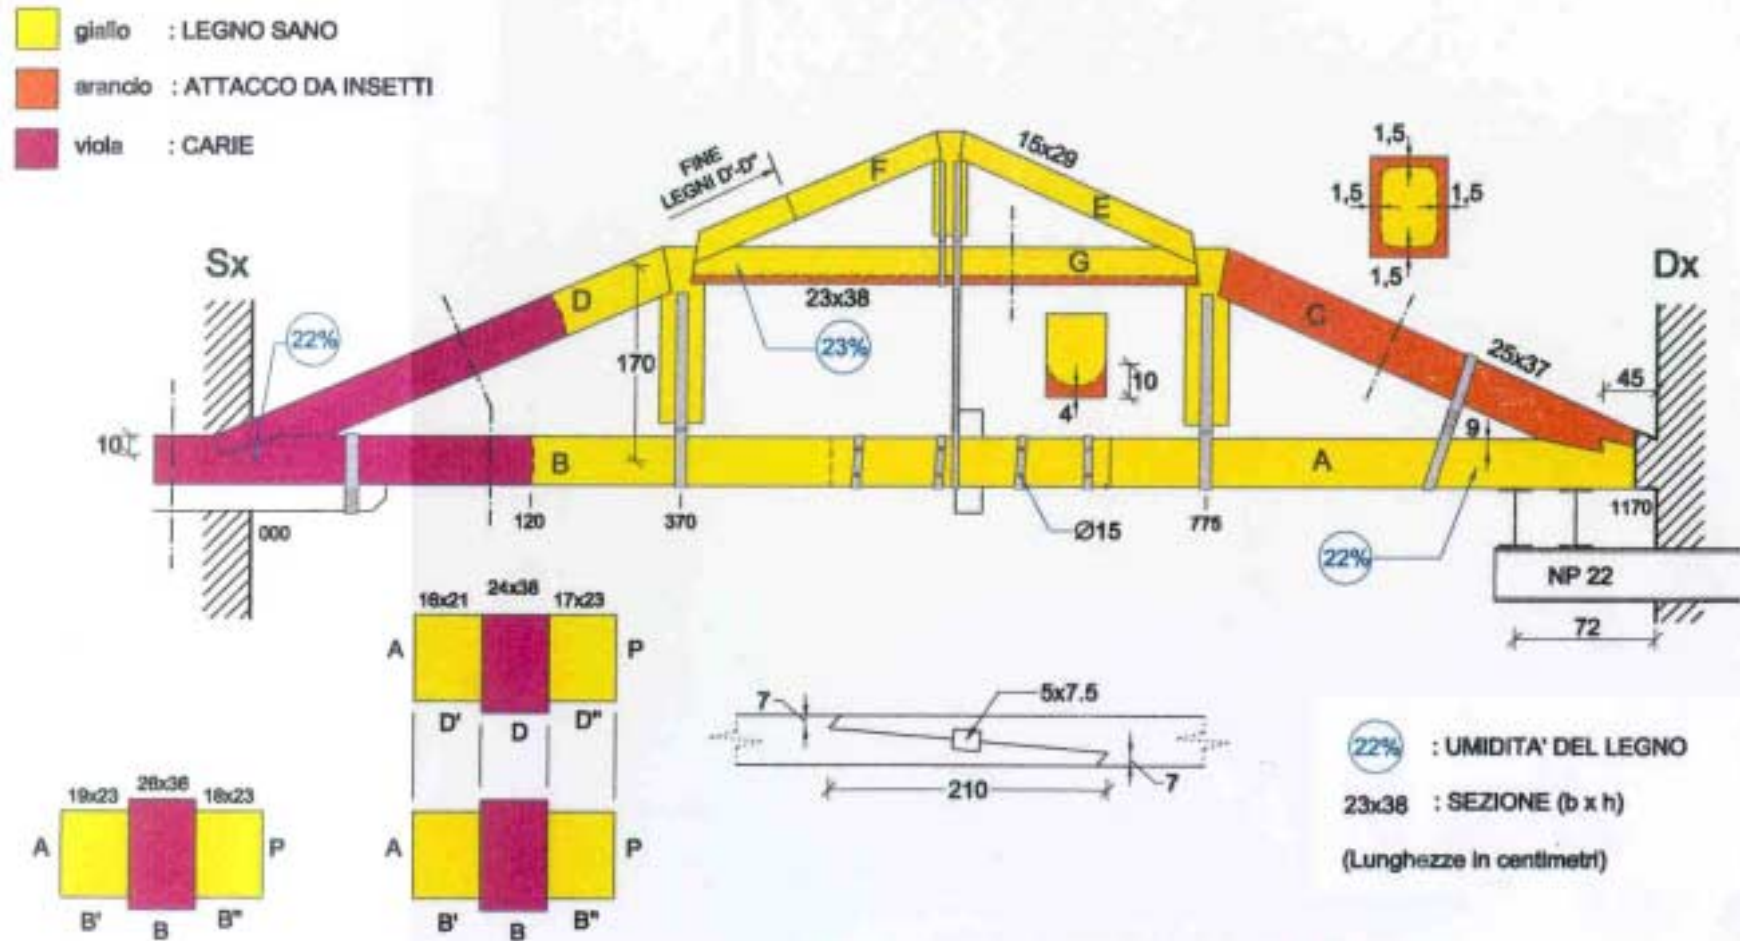 giallo : LEGNO SANO
arancio : ATTACCO DA INSETTI
viola : CARIE
FINE
LEGNI D'-D"
F
15x29
E
1,5
1,5
1,5
1,5
Sx
Dx
D
G
23x38
C
22%
23%
170
25x37
45
10
4
10
9
B
A
000
120
370
Ø15
775
1170
22%
NP 22
72
16x21
24x38
17x23
A
P
D'
D
D"
7
5x7.5
210
7
19x23
26x36
18x23
A
P
B'
B
B"
A
P
B'
B
B"
22% : UMIDITA' DEL LEGNO
23x38 : SEZIONE (b x h)
(Lunghezze in centimetri)